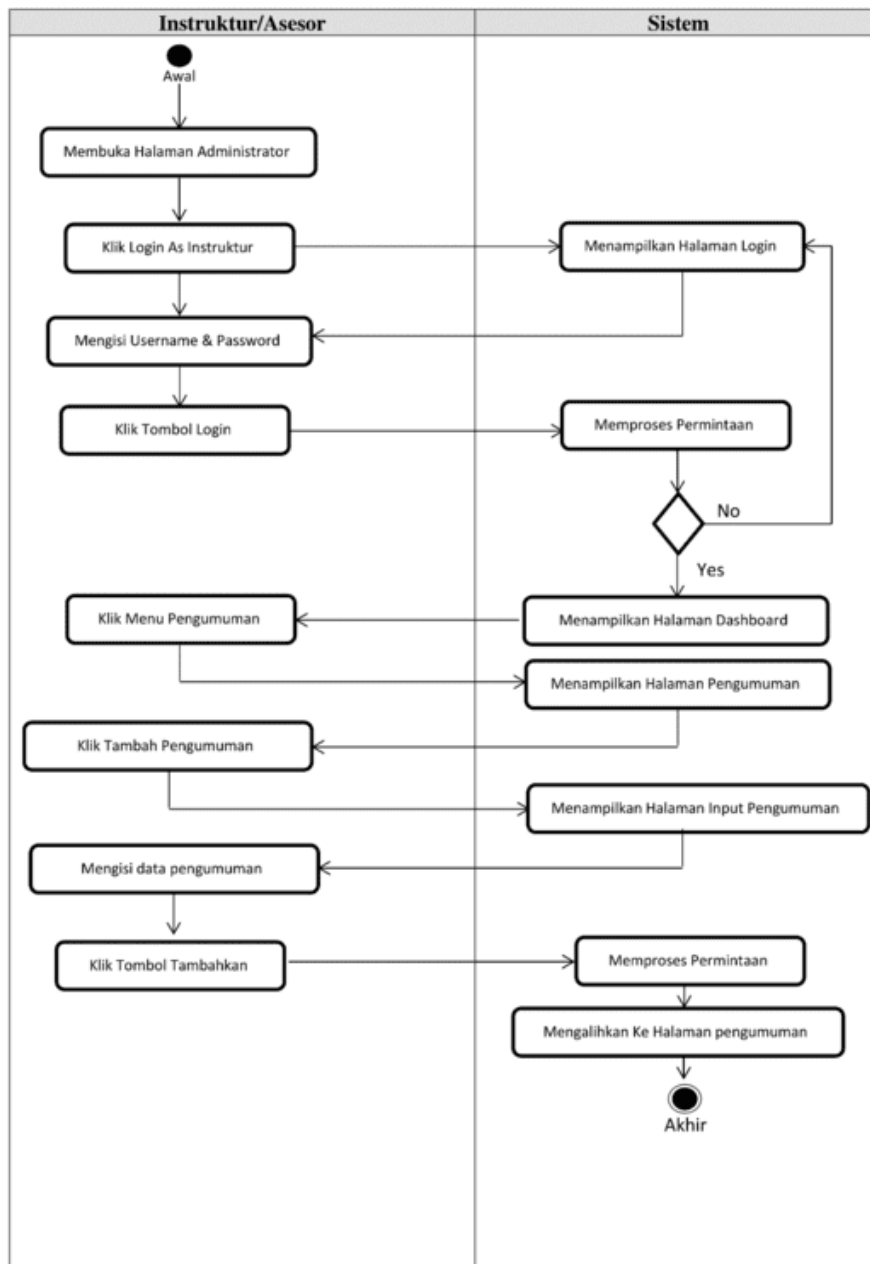 Instruktur/Asesor
Sistem
Awal
Membuka Halaman Administrator
Klik Login As Instruktur
Menampilkan Halaman Login
Mengisi Username & Password
Klik Tombol Login
Memproses Permintaan
No
Yes
Klik Menu Pengumuman
Menampilkan Halaman Dashboard
Menampilkan Halaman Pengumuman
Klik Tambah Pengumuman
Menampilkan Halaman Input Pengumuman
Mengisi data pengumuman
Klik Tombol Tambahkan
Memproses Permintaan
Mengalihkan Ke Halaman pengumuman
Akhir